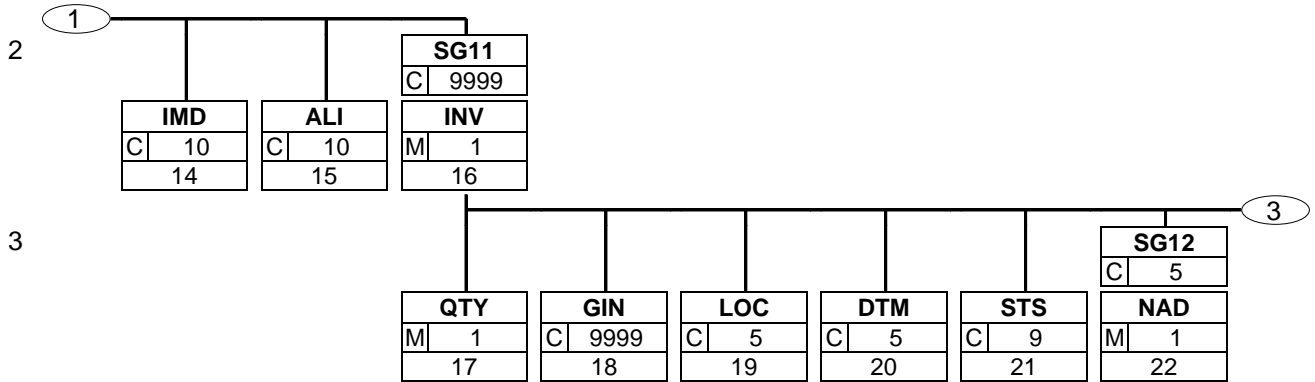 1
2
SG11
C 9999
IMD ALI INV
C 10 C 10 M 1
14 15 16
3
3
SG12
C 5
QTY GIN LOC DTM STS NAD
M 1 C 9999 C 5 C 5 C 9 M 1
17 18 19 20 21 22